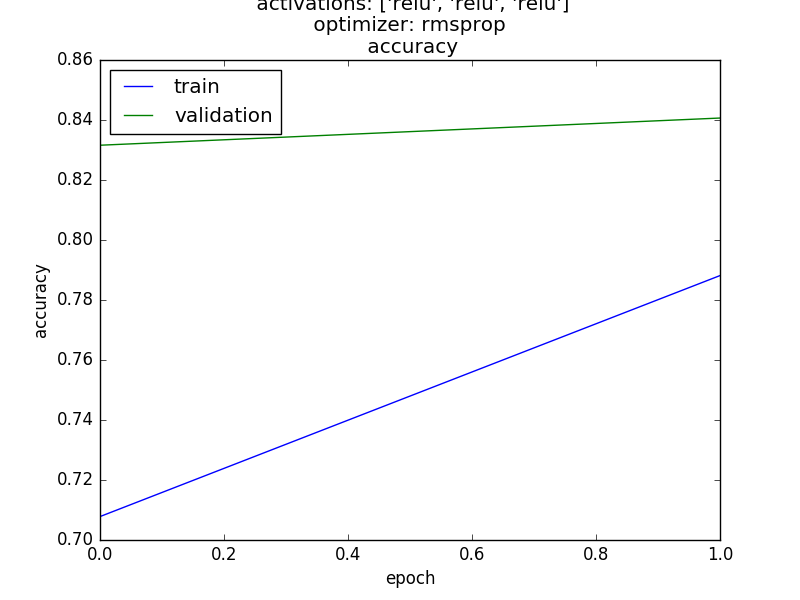 activations: ['relu', 'relu', 'relu']
optimizer: rmsprop
accuracy
0.86
0.84
0.82
0.80
0.78
0.76
0.74
0.72
0.70
accuracy
train
validation
0.0 0.2 0.4 0.6 0.8 1.0
epoch